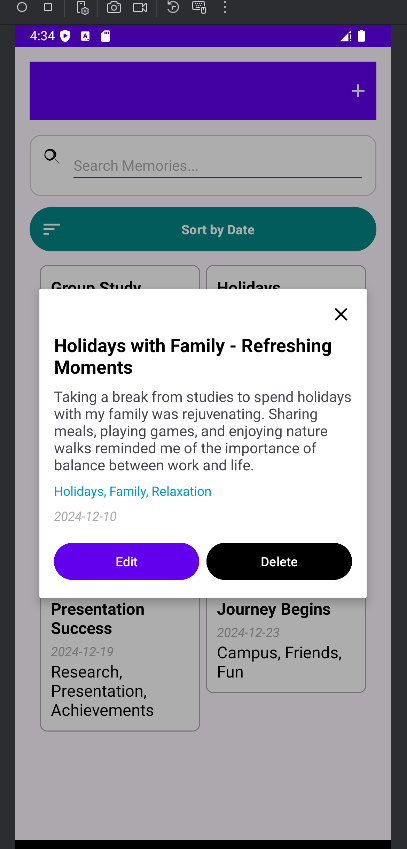 4:34
Search Memories...
Sort by Date
Group Study
Holidays
Holidays with Family - Refreshing
Moments
Taking a break from studies to spend holidays
with my family was rejuvenating. Sharing
meals, playing games, and enjoying nature
walks reminded me of the importance of
balance between work and life.
Holidays, Family, Relaxation
2024-12-10
Edit
Delete
Presentation
Success
2024-12-19
Research,
Presentation,
Achievements
Journey Begins
2024-12-23
Campus, Friends,
Fun